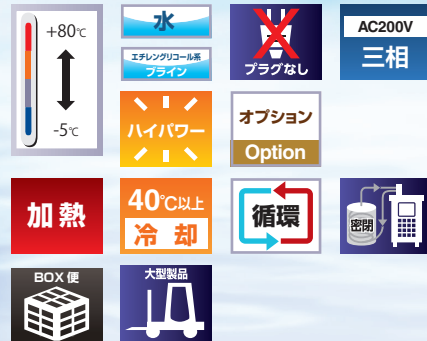 +80℃
-5℃
水
エチレングリコール系
ブライン
プラグなし
AC200V
三相
ハイパワー
オプション
Option
加熱
40℃以上
冷却
循環
密閉
BOX便
大型製品